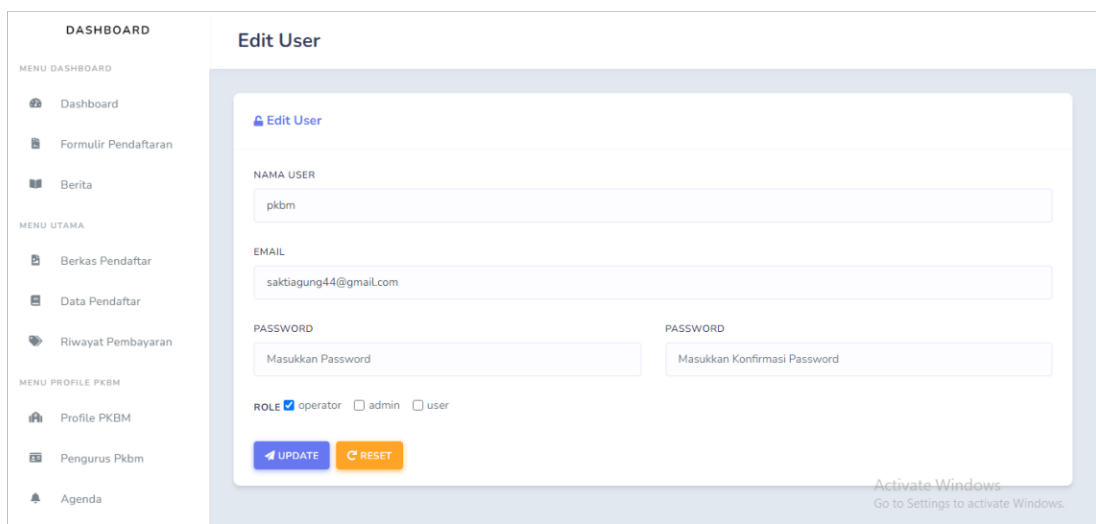 DASHBOARD
MENU DASHBOARD
Dashboard
Formulir Pendaftaran
Berita
MENU UTAMA
Berkas Pendaftar
Data Pendaftar
Riwayat Pembayaran
MENU PROFILE PKBM
Profile PKBM
Pengurus Pkbm
Agenda
Edit User
Edit User
NAMA USER
pkbm
EMAIL
saktiagung44@gmail.com
PASSWORD PASSWORD
Masukkan Password Masukkan Konfirmasi Password
ROLE operator admin user
UPDATE RESET
Activate Windows
Go to Settings to activate Windows.